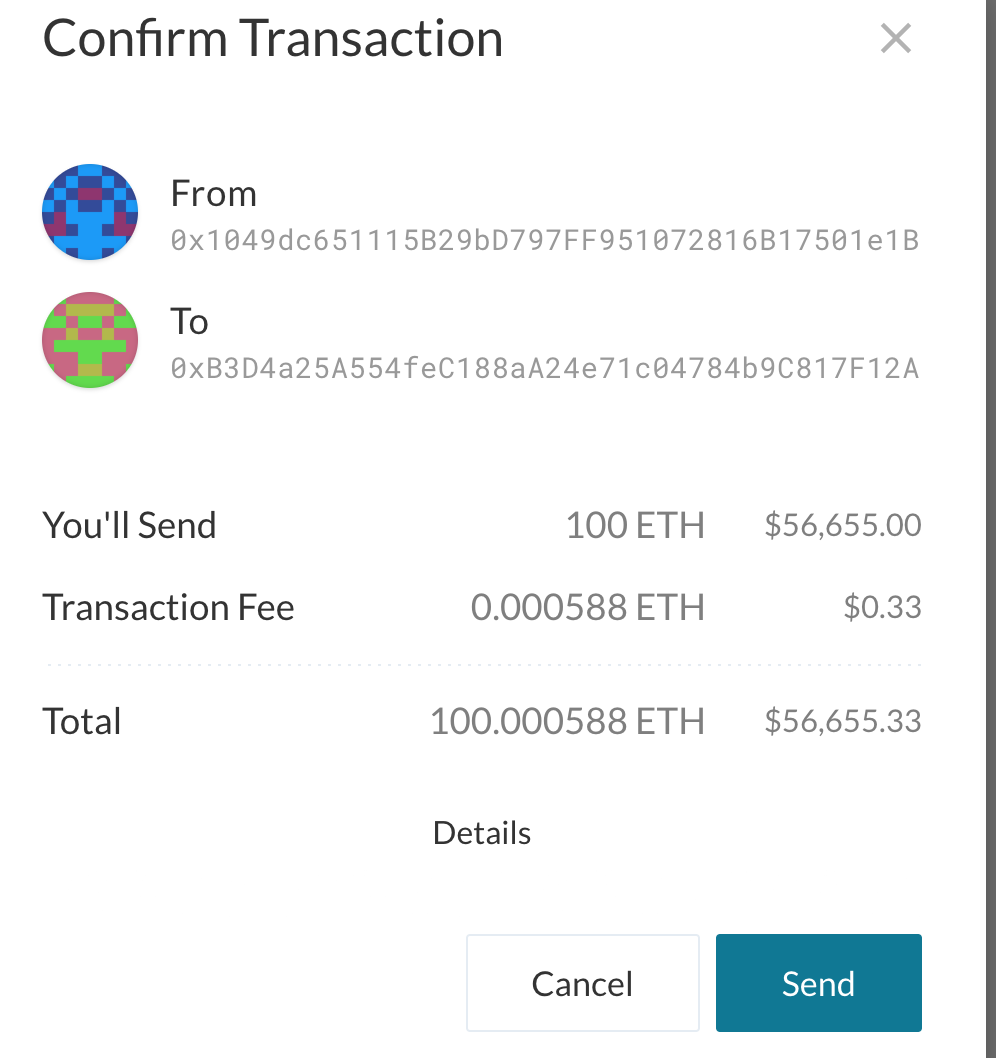 Confirm Transaction
From
0x1049dc651115B29bD797FF951072816B17501e1B
To
0xB3D4a25A554feC188aA24e71c04784b9C817F12A
You'll Send 100 ETH $56,655.00
Transaction Fee 0.000588 ETH $0.33
Total 100.000588 ETH $56,655.33
Details
Cancel Send